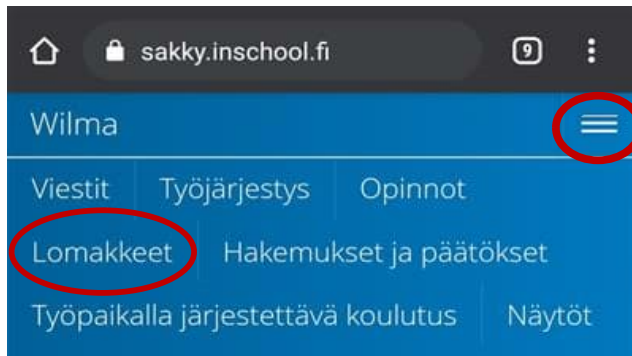 sakky.inschool.fi 9
Wilma
Viestit Työjärjestys Opinnot
Lomakkeet Hakemukset ja päätökset
Työpaikalla järjestettävä koulutus Näytöt